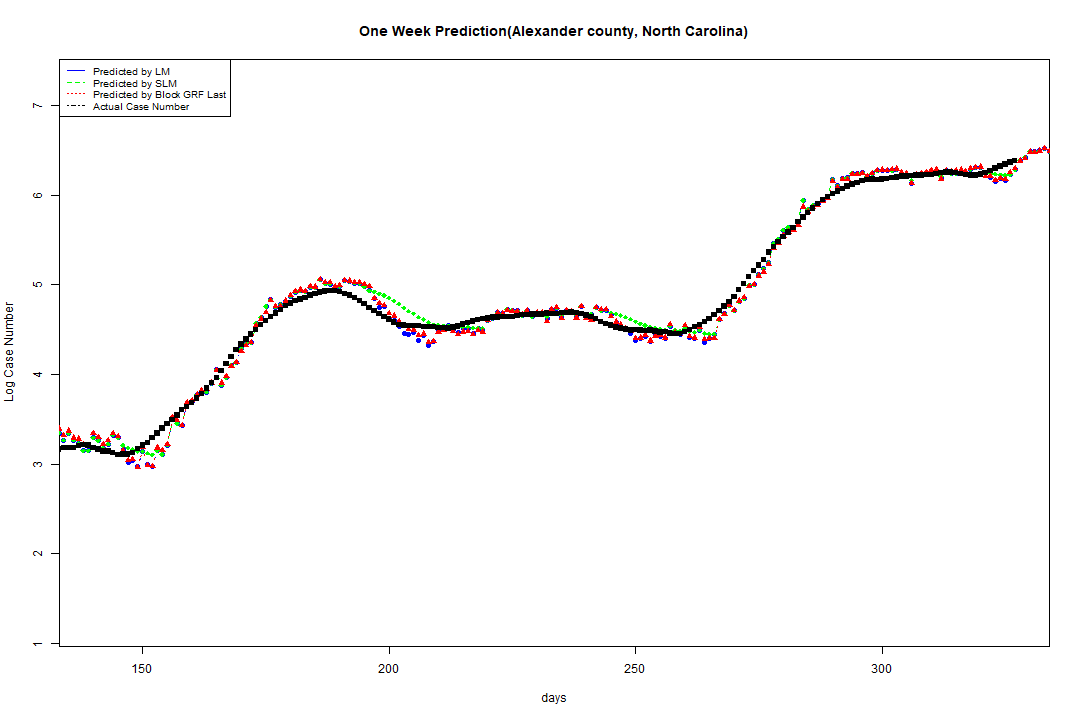 One Week Prediction(Alexander county, North Carolina)
Predicted by LM
Predicted by SLM
Predicted by Block GRF Last
Actual Case Number
7
6
5
4
3
2
1
Log Case Number
150 200 250 300
days